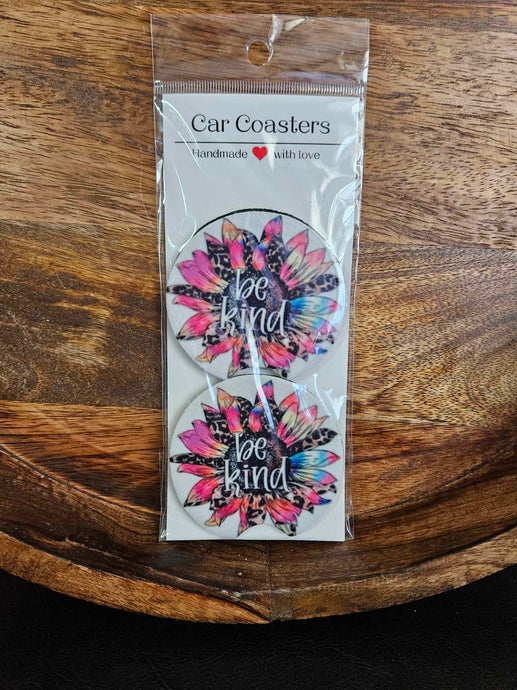 Car Coasters
Handmade ❤ with love
be
kind
be
kind